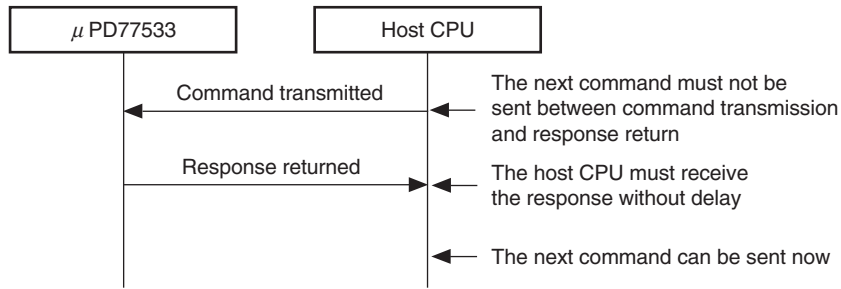 μ PD77533
Host CPU
Command transmitted
The next command must not be
sent between command transmission
and response return
Response returned
The host CPU must receive
the response without delay
The next command can be sent now